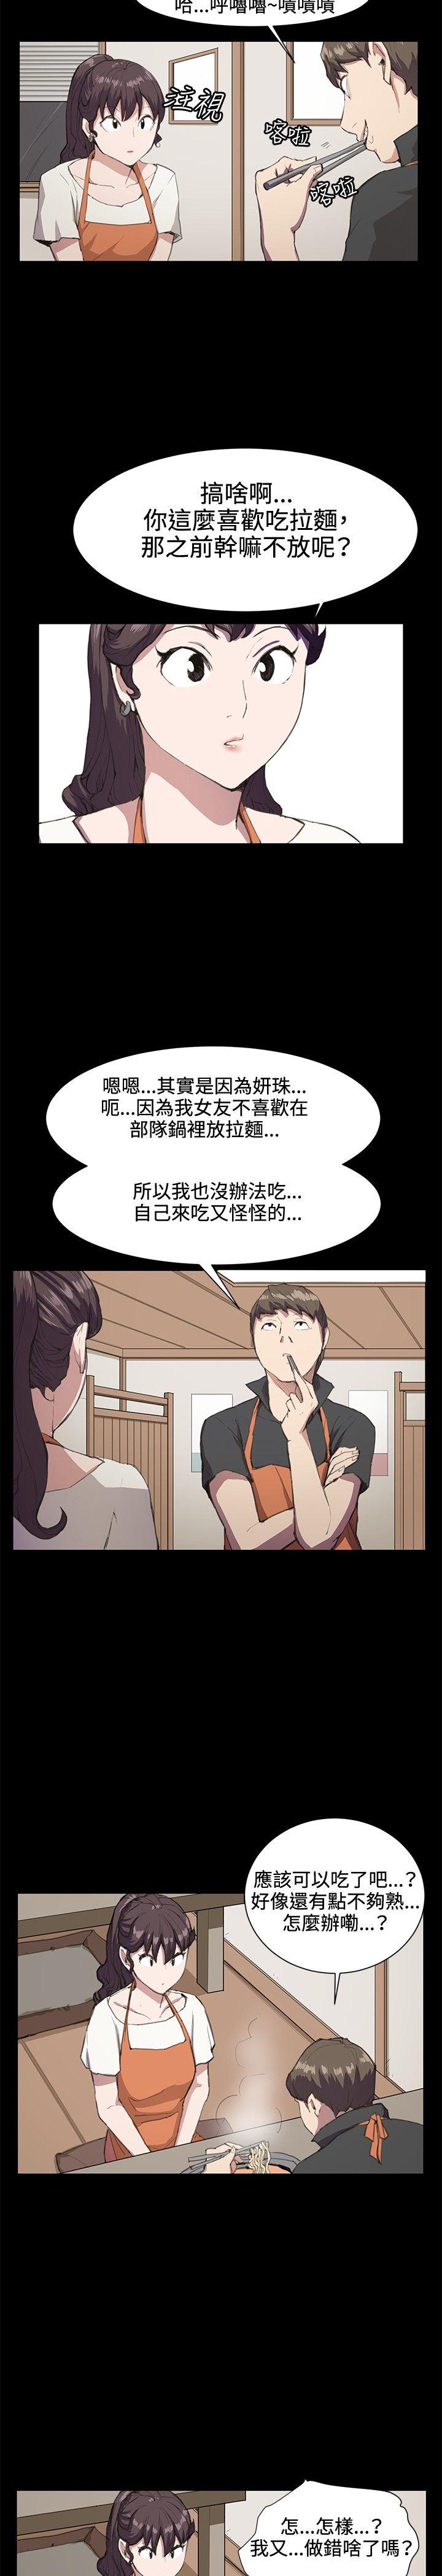 哈...呼嚕嚕~嘖嘖嘖
注視
喀啦
喀啦
搞啥啊...
你這麼喜歡吃拉麵，
那之前幹嘛不放呢？
嗯嗯...其實是因為妍珠...
呃...因為我女友不喜歡在
部隊鍋裡放拉麵...
所以我也沒辦法吃...
自己來吃又怪怪的...
應該可以吃了吧...？
好像還有點不夠熟...
怎麼辦嘞...？
怎...怎樣...？
我又...做錯啥了嗎？